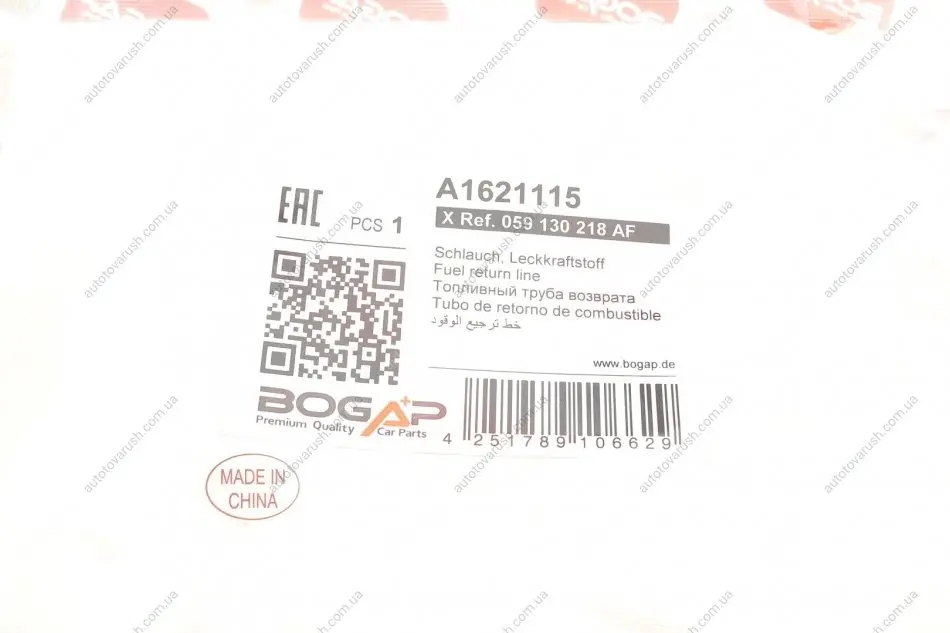 A1621115
EAC
PCS 1
X Ref. 059 130 218 AF
Schlauch, Leckkraftstoff
Fuel return line
Топливный труба возврата
Tubo de retorno de combustible
خط ترجيع الوقود
www.bogap.de
BOGAP
Premium Quality Car Parts
4 251789 106629
MADE IN
CHINA
autotovarush.com.ua